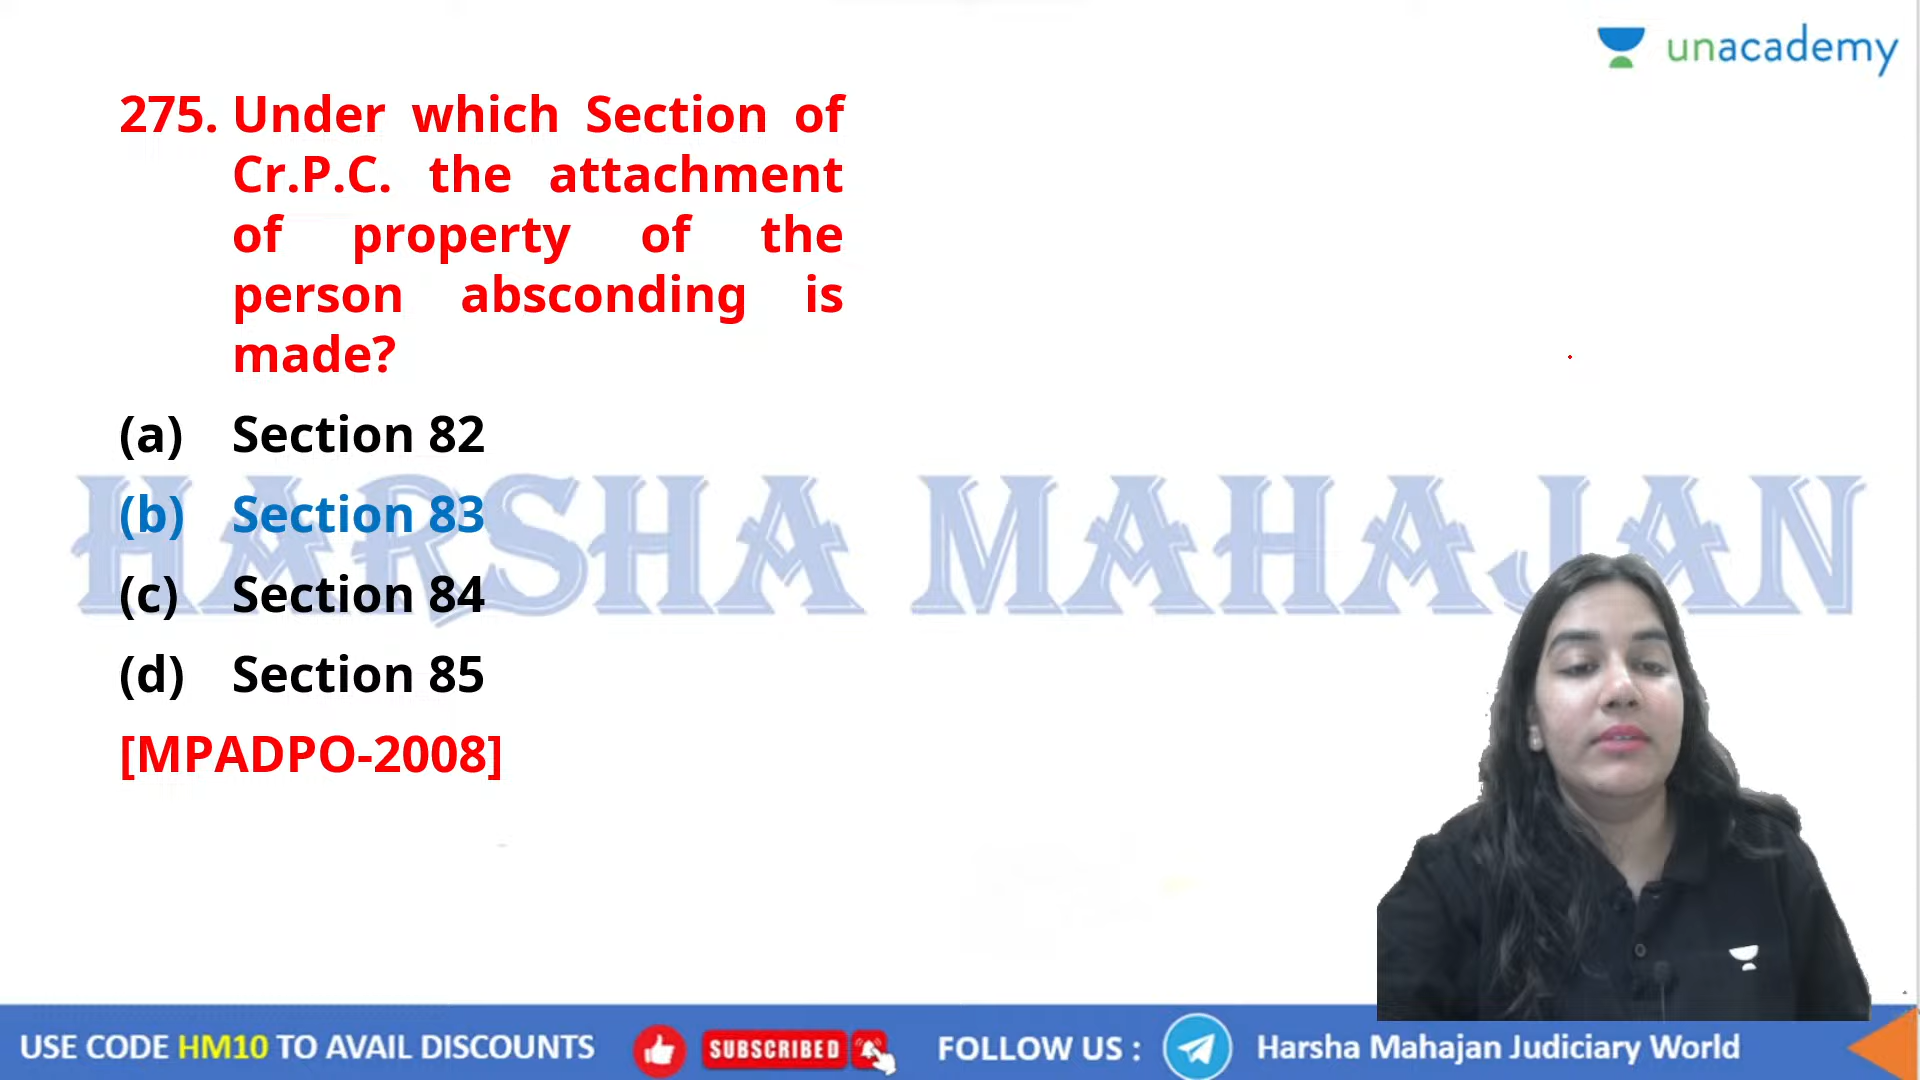 unacademy
275. Under which Section of
Cr.P.C. the attachment
of property of the
person absconding is
made?
(a) Section 82
HARSHA MAHAJAN
(b) Section 83
(c) Section 84
(d) Section 85
[MPADPO-2008]
USE CODE HM10 TO AVAIL DISCOUNTS
SUBSCRIBED
FOLLOW US :
Harsha Mahajan Judiciary World